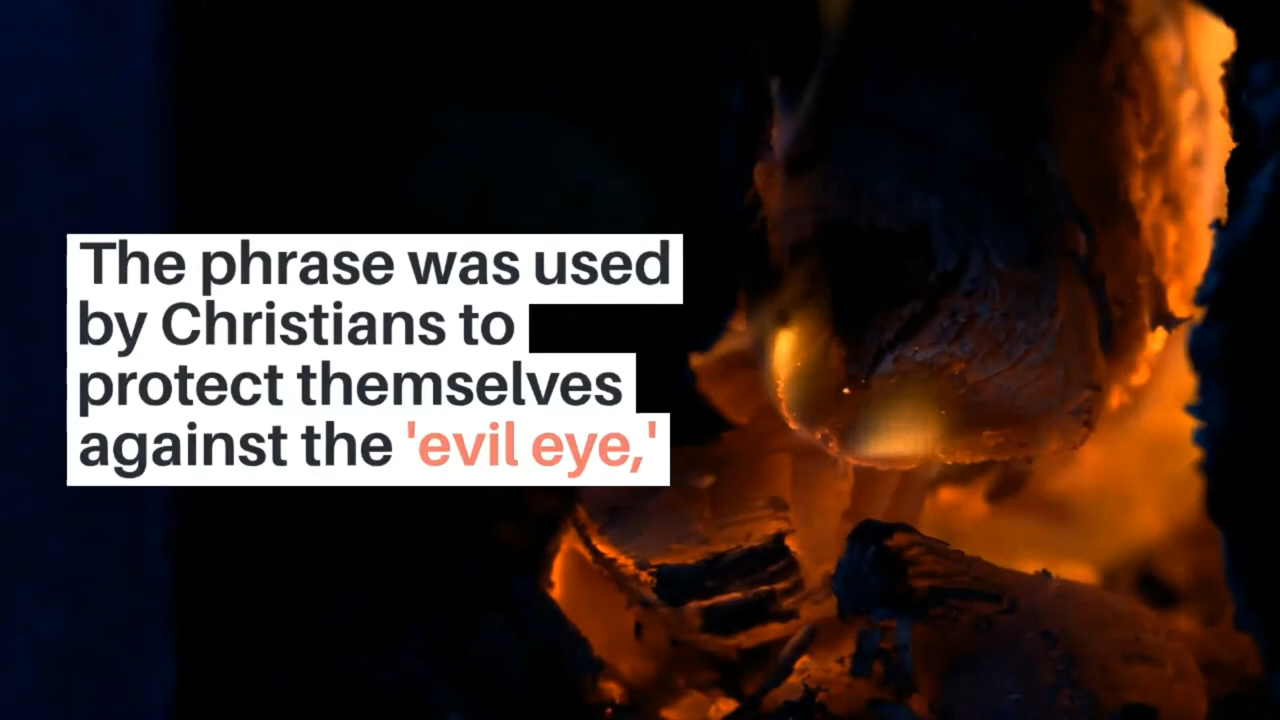 The phrase was used
by Christians to
protect themselves
against the 'evil eye,'